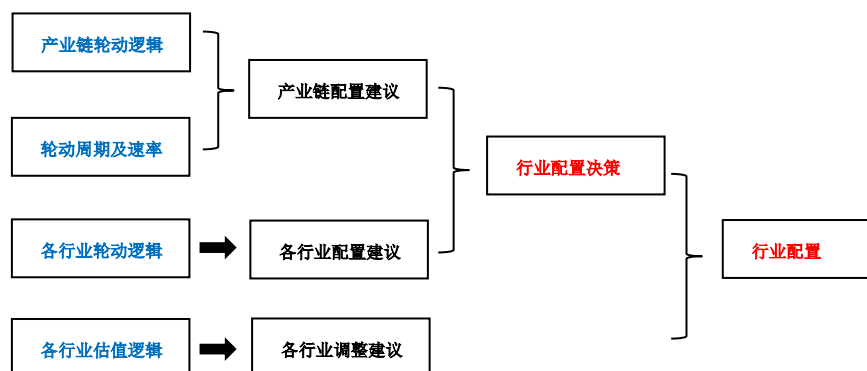 产业链轮动逻辑
产业链配置建议
轮动周期及速率
行业配置决策
各行业轮动逻辑
各行业配置建议
行业配置
各行业估值逻辑
各行业调整建议